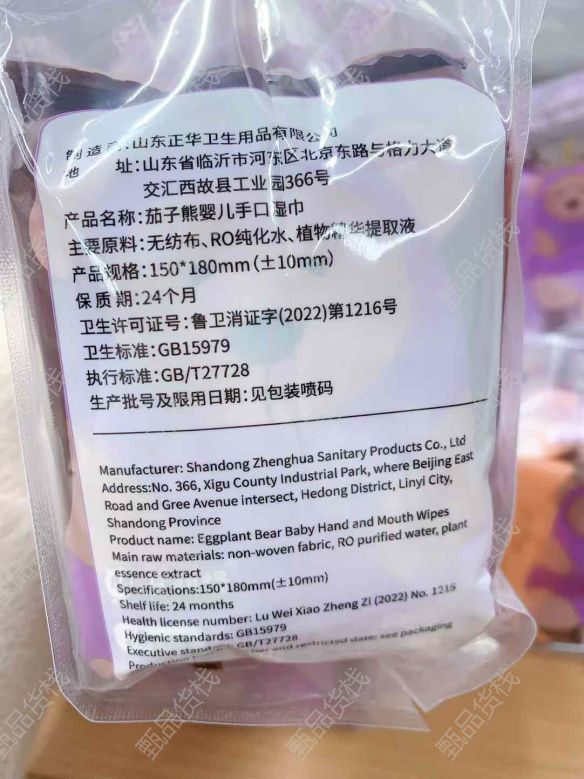 制造商:山东正华卫生用品有限公司
地 址:山东省临沂市河东区北京东路与格力大道
交汇西故县工业园366号
产品名称:茄子熊婴儿手口湿巾
主要原料:无纺布、RO纯化水、植物精华提取液
产品规格:150*180mm(±10mm)
保 质 期:24个月
卫生许可证号:鲁卫消证字(2022)第1216号
卫生标准:GB15979
执行标准:GB/T27728
生产批号及限用日期:见包装喷码
Manufacturer: Shandong Zhenghua Sanitary Products Co., Ltd
Address:No. 366, Xigu County Industrial Park, where Beijing East
Road and Gree Avenue intersect, Hedong District, Linyi City,
Shandong Province
Product name: Eggplant Bear Baby Hand and Mouth Wipes
Main raw materials: non-woven fabric, RO purified water, plant
essence extract
Specifications:150*180mm(±10mm)
Shelf life: 24 months
Health license number: Lu Wei Xiao Zheng Zi (2022) No. 1216
Hygienic standards: GB15979
Executive GB/T27728
Production and restricted date: see packaging
甄品货栈